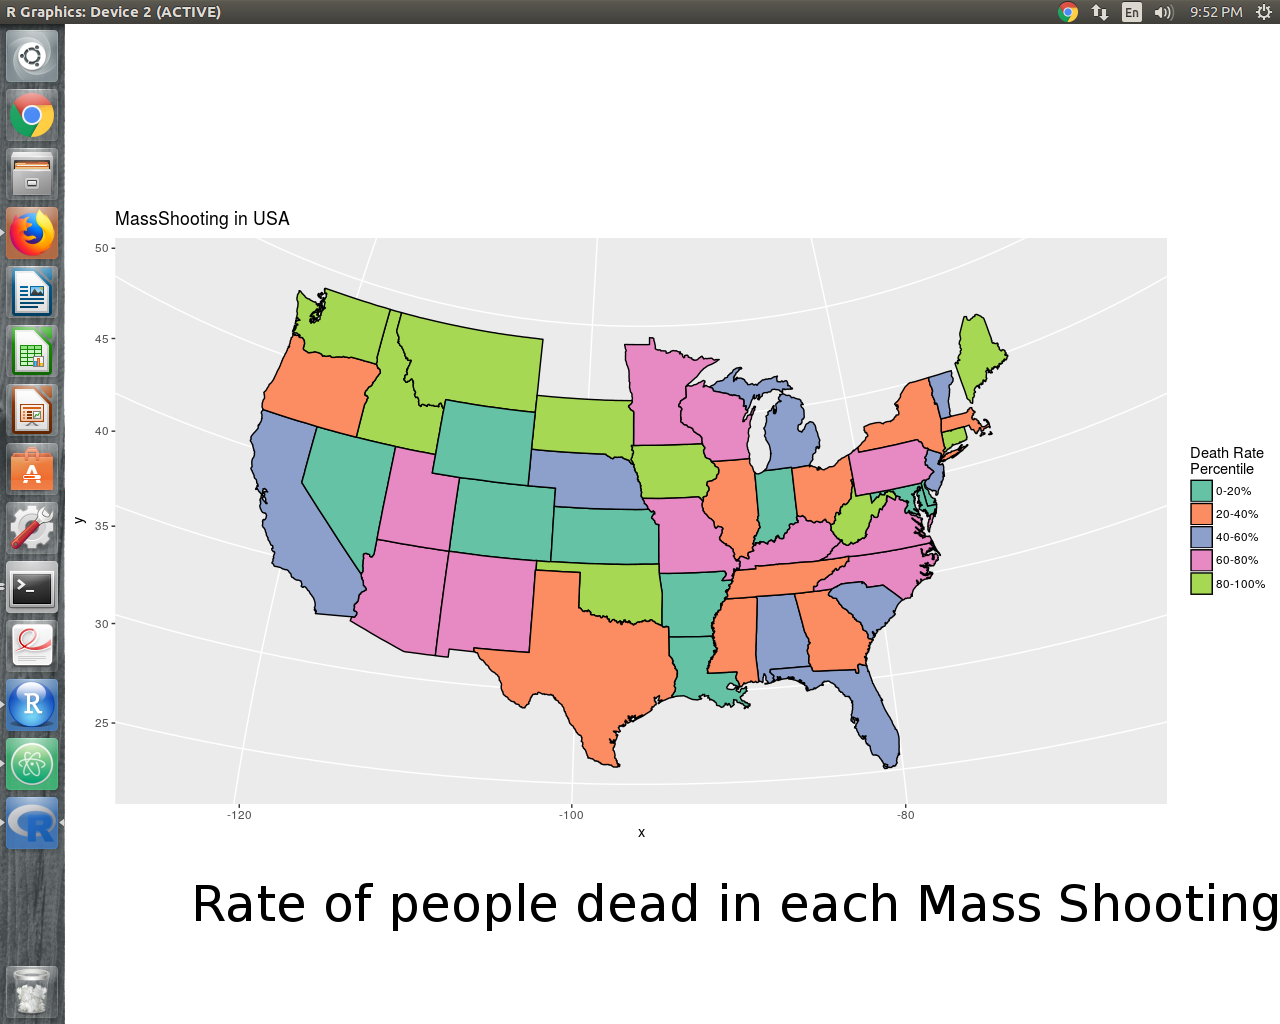 R Graphics: Device 2 (ACTIVE)
En
9:52 PM
MassShooting in USA
50
45
40
35
30
25
y
-120
-100
-80
x
Death Rate
Percentile
0-20%
20-40%
40-60%
60-80%
80-100%
Rate of people dead in each Mass Shooting